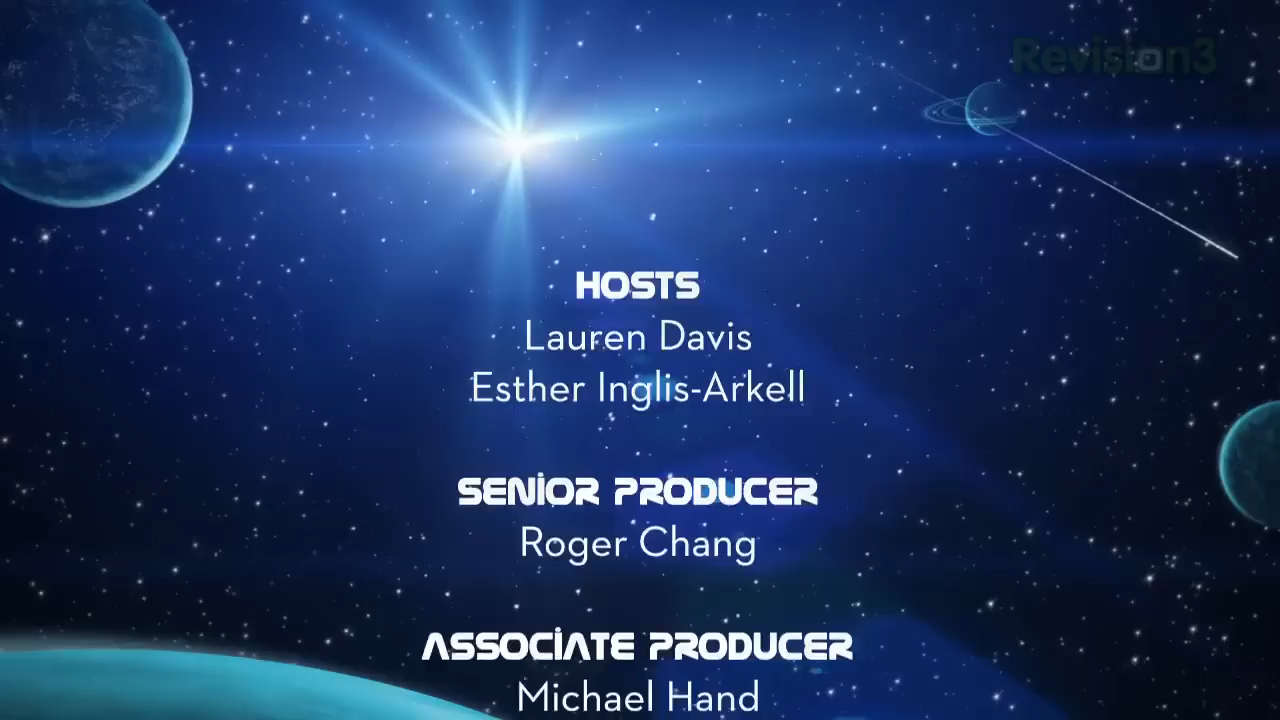 Revision3
HOSTS
Lauren Davis
Esther Inglis-Arkell
SENIOR PRODUCER
Roger Chang
ASSOCIATE PRODUCER
Michael Hand